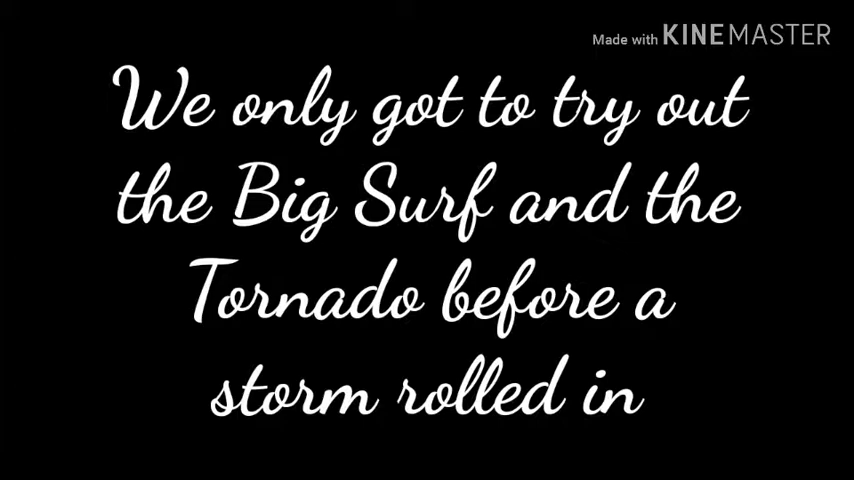 Made with KINEMASTER
We only got to try out
the Big Surf and the
Tornado before a
storm rolled in